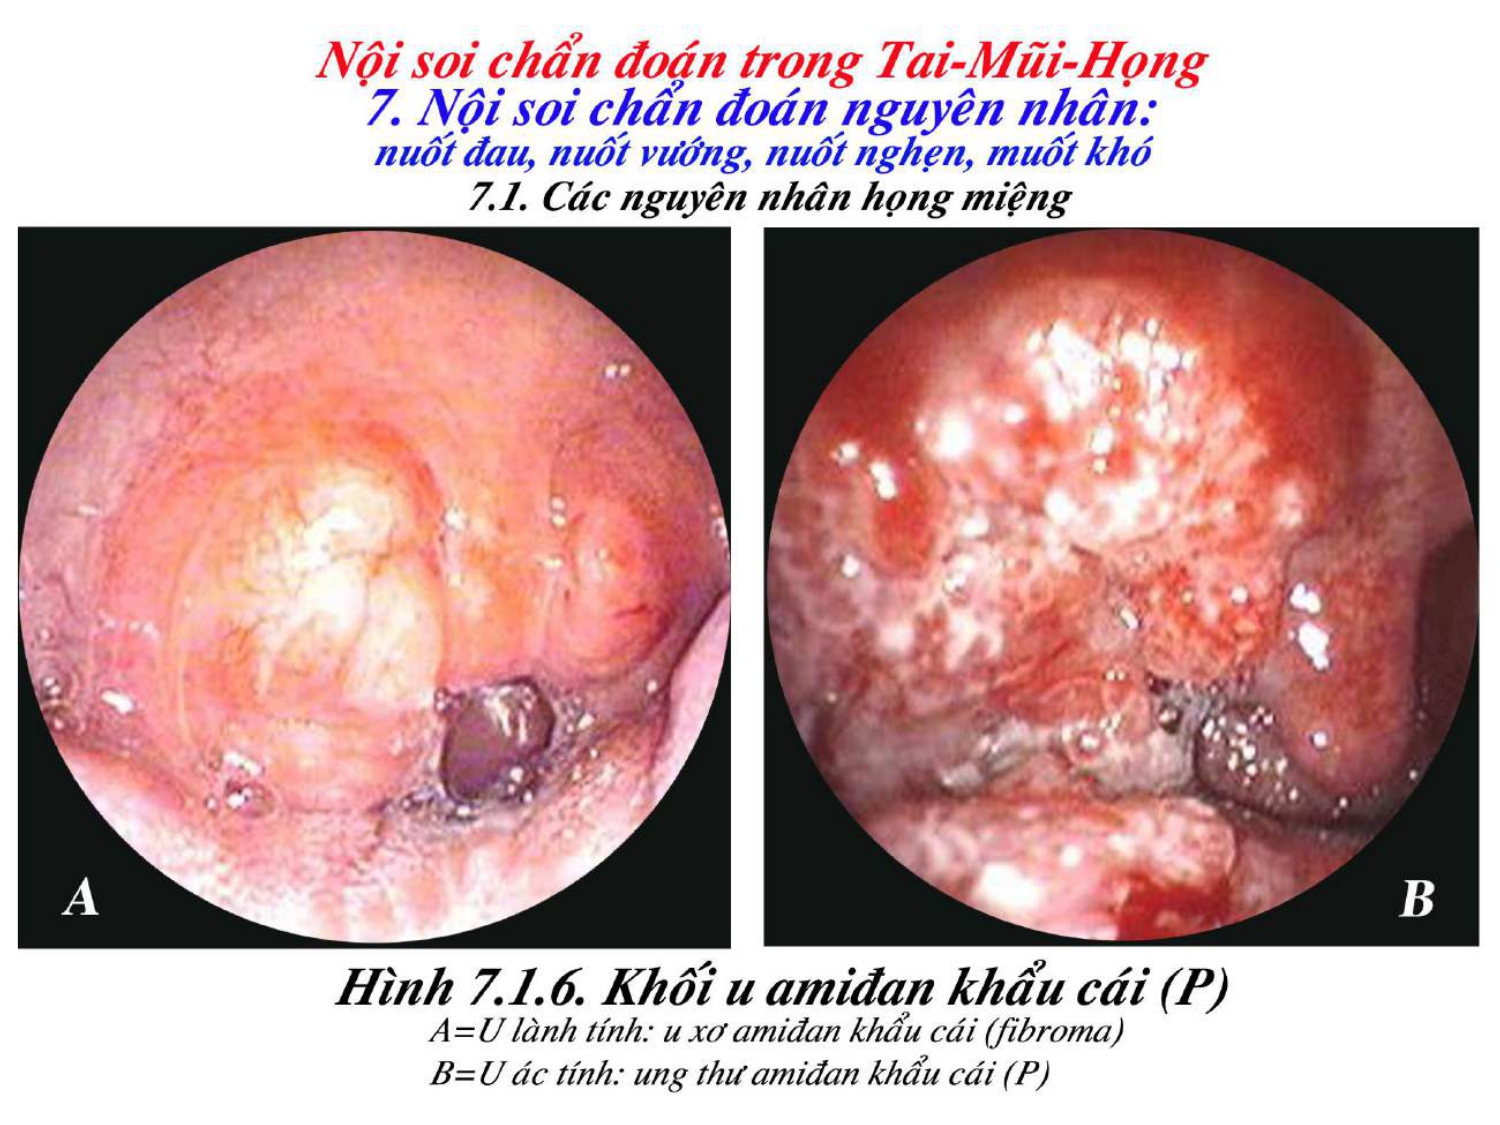 Nội soi chẩn đoán trong Tai-Mũi-Họng
7. Nội soi chẩn đoán nguyên nhân:
nuốt đau, nuốt vướng, nuốt nghẹn, muốt khó
7.1. Các nguyên nhân họng miệng
A
B
Hình 7.1.6. Khối u amiđan khẩu cái (P)
A=U lành tính: u xơ amiđan khẩu cái (fibroma)
B=U ác tính: ung thư amiđan khẩu cái (P)